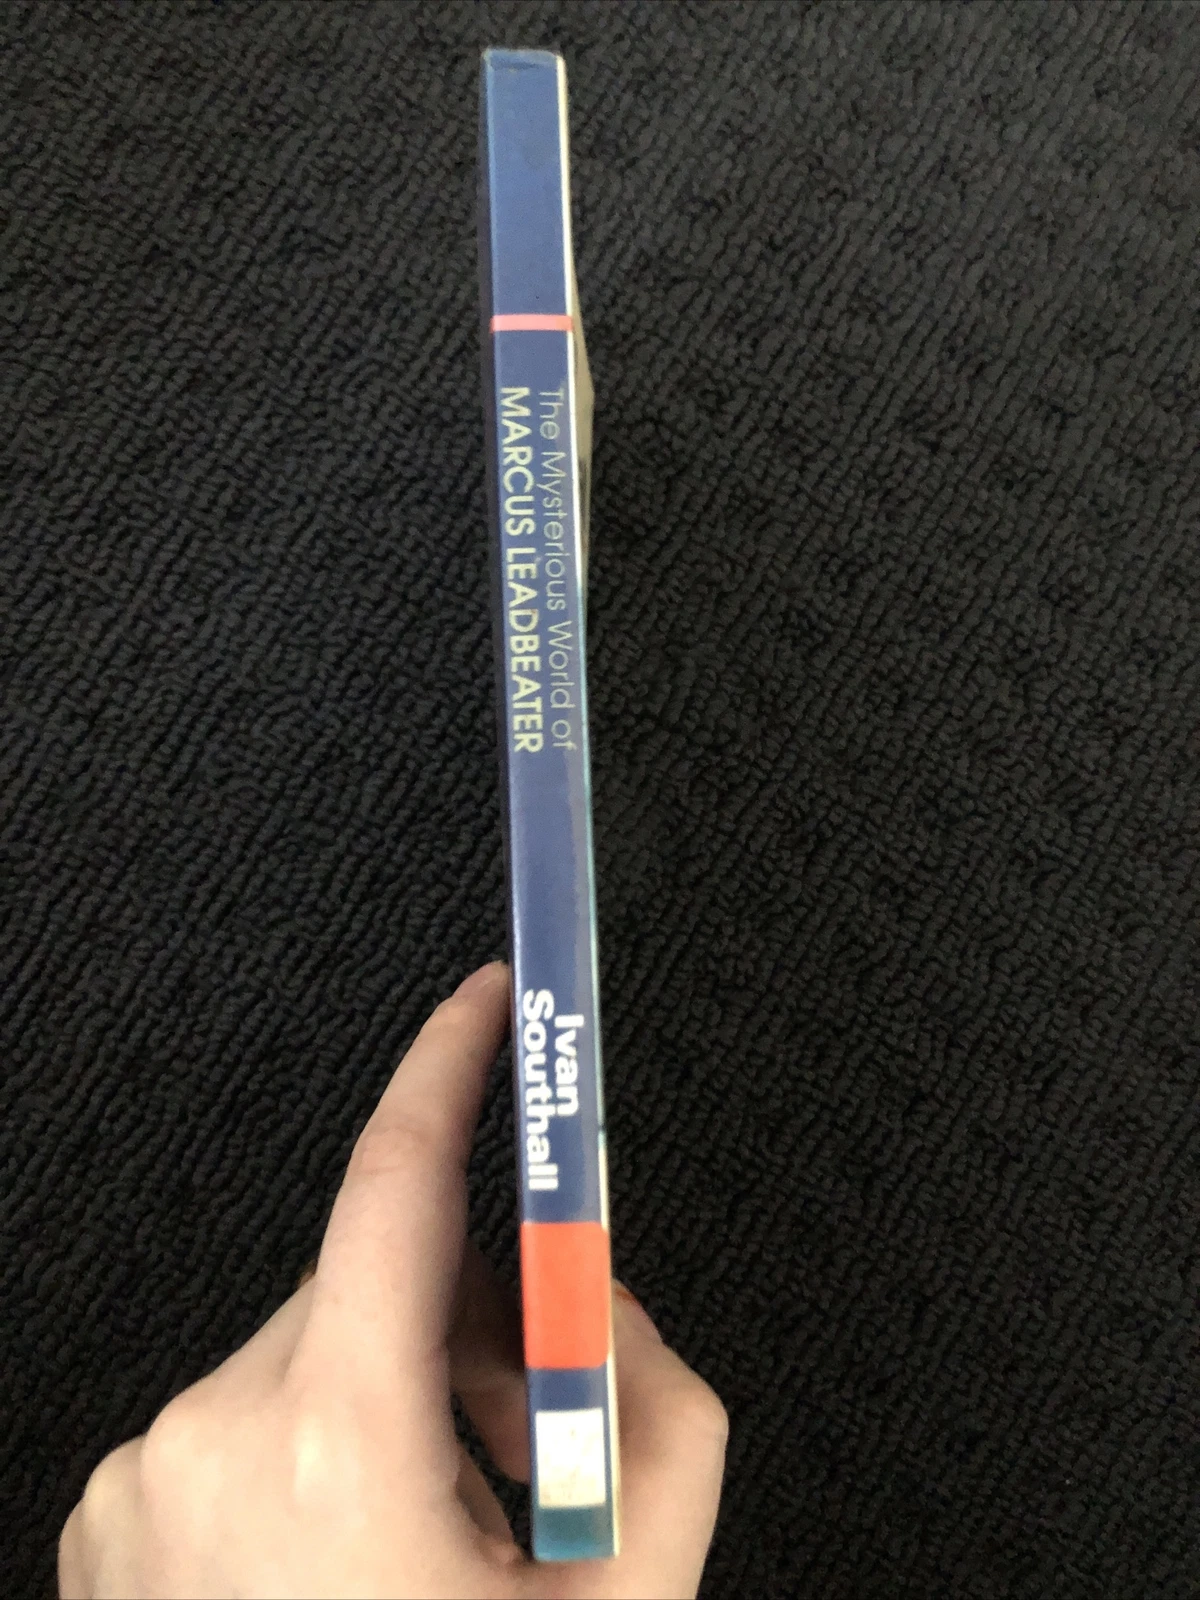 The Mysterious World of
MARCUS LEADBEATER
Ivan
Southall